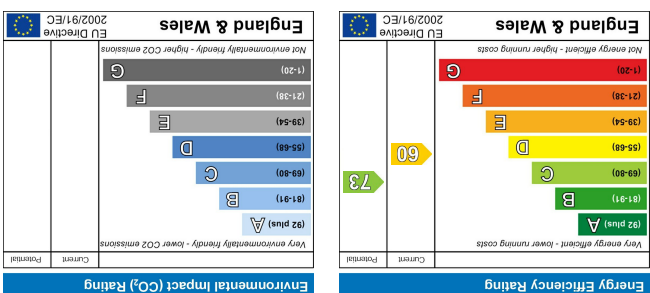 Energy Efficiency Rating
Current Potential
Very energy efficient - lower running costs
(92 plus) A
(81-91) B
(69-80) C
(55-68) D
(39-54) E
(21-38) F
(1-20) G
Not energy efficient - higher running costs
60
73
England & Wales
EU Directive
2002/91/EC
Environmental Impact (CO₂) Rating
Current Potential
Very environmentally friendly - lower CO2 emissions
(92 plus) A
(81-91) B
(69-80) C
(55-68) D
(39-54) E
(21-38) F
(1-20) G
Not environmentally friendly - higher CO2 emissions
England & Wales
EU Directive
2002/91/EC